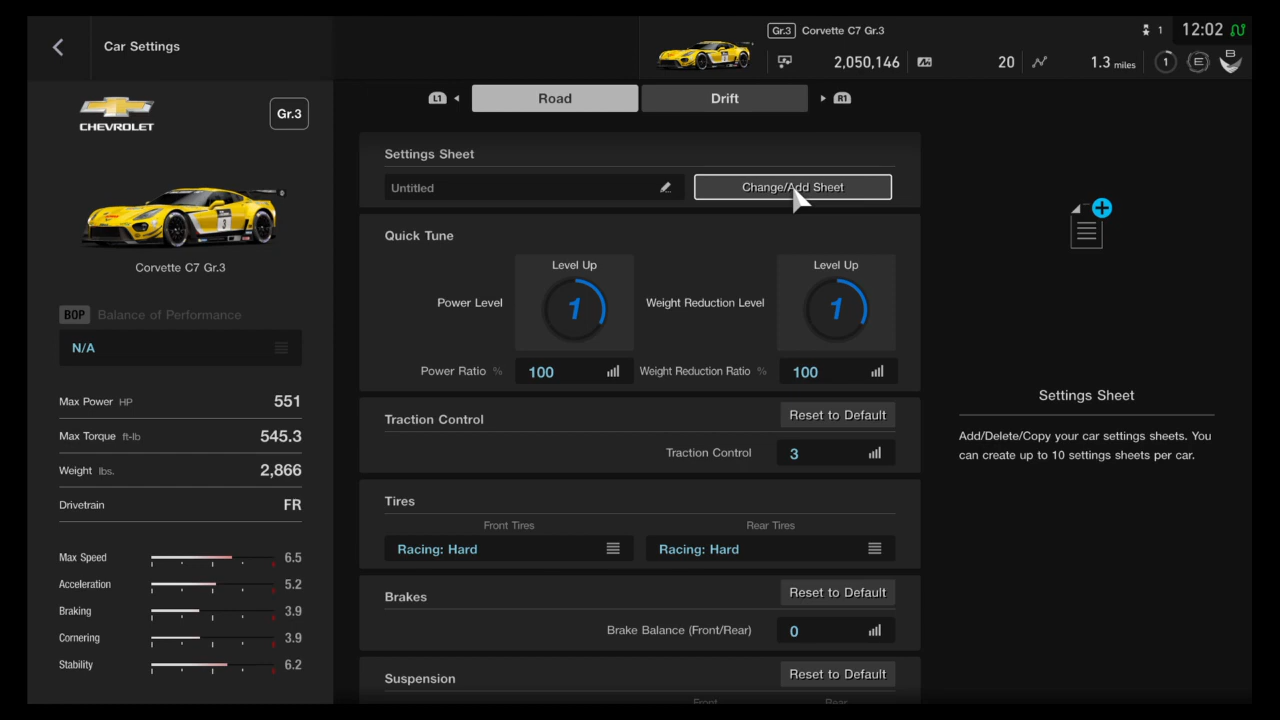 Car Settings
Gr.3 Corvette C7 Gr.3
1 12:02
2,050,146 20 1.3 miles 1 E B
CHEVROLET
Gr.3
3
Corvette C7 Gr.3
BOP Balance of Performance
N/A
Max Power HP 551
Max Torque ft-lb 545.3
Weight lbs. 2,866
Drivetrain FR
Max Speed 6.5
Acceleration 5.2
Braking 3.9
Cornering 3.9
Stability 6.2
L1 Road Drift R1
Settings Sheet
Untitled Change/Add Sheet
Quick Tune
Level Up Level Up
Power Level 1 Weight Reduction Level 1
Power Ratio % 100 Weight Reduction Ratio % 100
Traction Control Reset to Default
Traction Control 3
Tires
Front Tires Rear Tires
Racing: Hard Racing: Hard
Brakes Reset to Default
Brake Balance (Front/Rear) 0
Suspension Reset to Default
Front Rear
Settings Sheet
Add/Delete/Copy your car settings sheets. You
can create up to 10 settings sheets per car.